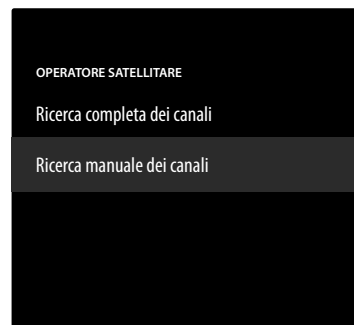 OPERATORE SATELLITARE
Ricerca completa dei canali
Ricerca manuale dei canali